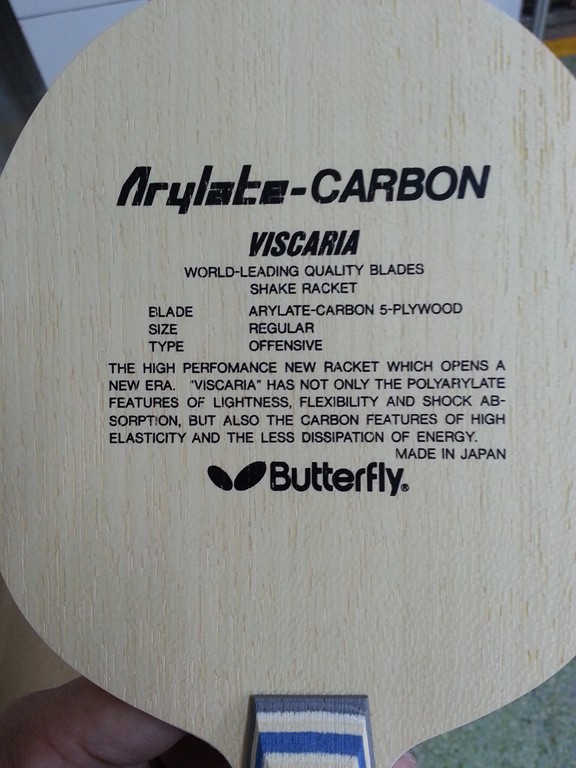 Arylate-CARBON
VISCARIA
WORLD-LEADING QUALITY BLADES
SHAKE RACKET
BLADE ARYLATE-CARBON 5-PLYWOOD
SIZE REGULAR
TYPE OFFENSIVE
THE HIGH PERFOMANCE NEW RACKET WHICH OPENS A
NEW ERA. "VISCARIA" HAS NOT ONLY THE POLYARYLATE
FEATURES OF LIGHTNESS, FLEXIBILITY AND SHOCK AB-
SORPTION, BUT ALSO THE CARBON FEATURES OF HIGH
ELASTICITY AND THE LESS DISSIPATION OF ENERGY.
MADE IN JAPAN
Butterfly®